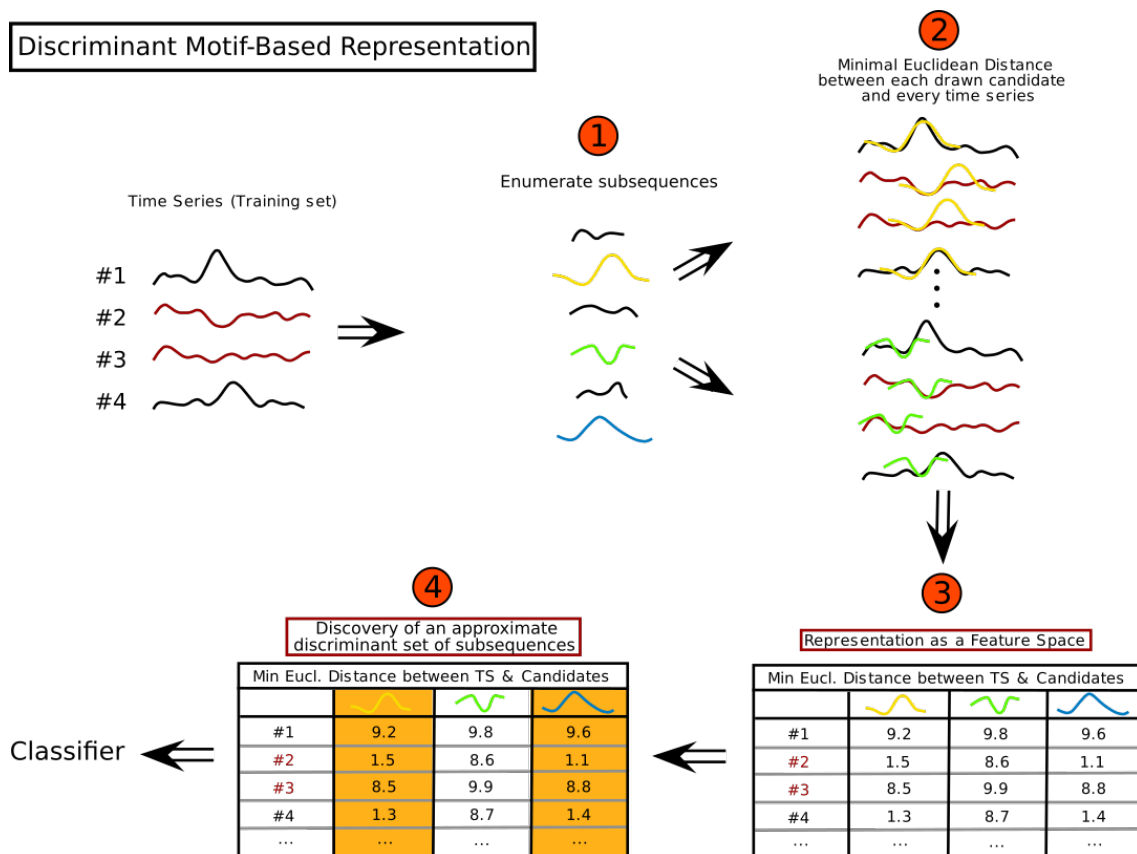 Discriminant Motif-Based Representation
Time Series (Training set)
#1
#2
#3
#4
1
Enumerate subsequences
2
Minimal Euclidean Distance
between each drawn candidate
and every time series
3
Representation as a Feature Space
Min Eucl. Distance between TS & Candidates
#1 9.2 9.8 9.6
#2 1.5 8.6 1.1
#3 8.5 9.9 8.8
#4 1.3 8.7 1.4
... ... ... ...
4
Discovery of an approximate
discriminant set of subsequences
Min Eucl. Distance between TS & Candidates
#1 9.2 9.8 9.6
#2 1.5 8.6 1.1
#3 8.5 9.9 8.8
#4 1.3 8.7 1.4
... ... ... ...
Classifier